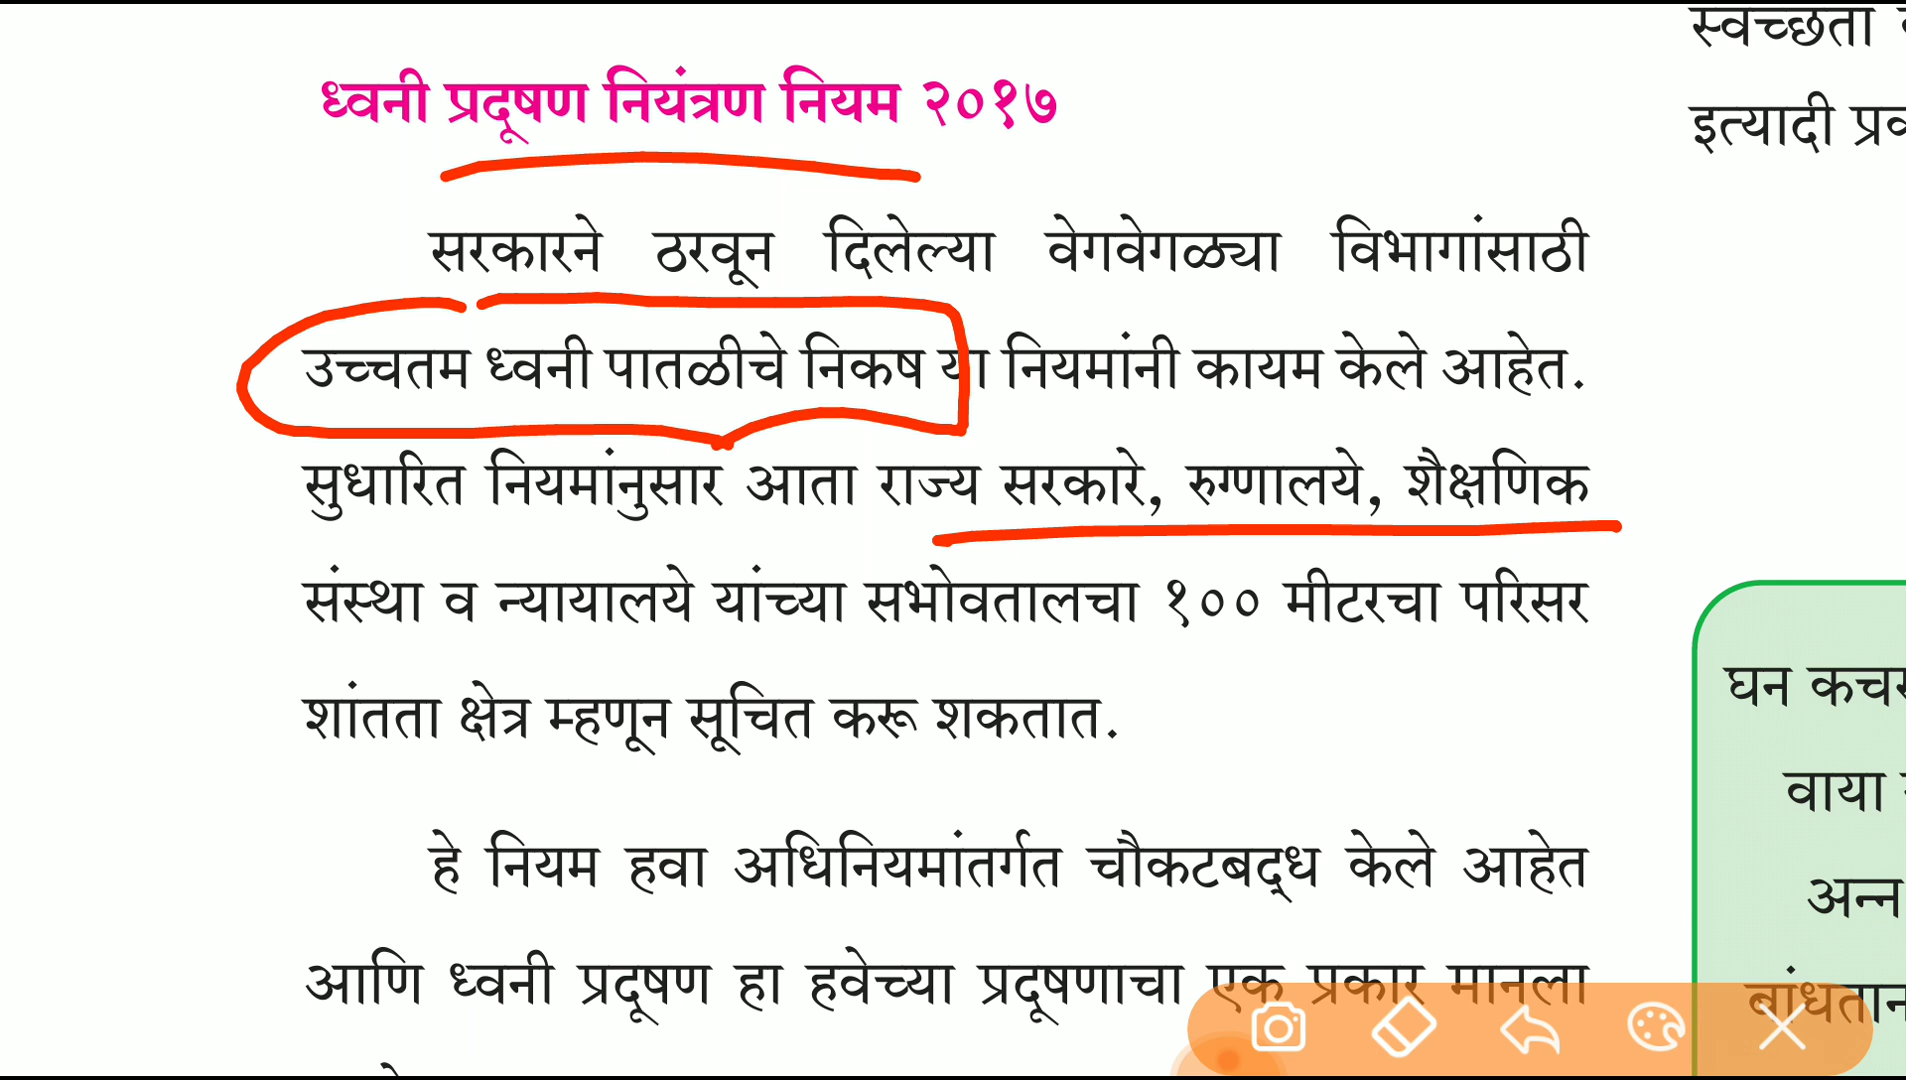 ध्वनी प्रदूषण नियंत्रण नियम २०१७
सरकारने ठरवून दिलेल्या वेगवेगळ्या विभागांसाठी
उच्चतम ध्वनी पातळीचे निकष या नियमांनी कायम केले आहेत.
सुधारित नियमांनुसार आता राज्य सरकारे, रुग्णालये, शैक्षणिक
संस्था व न्यायालये यांच्या सभोवतालचा १०० मीटरचा परिसर
शांतता क्षेत्र म्हणून सूचित करू शकतात.
हे नियम हवा अधिनियमांतर्गत चौकटबद्ध केले आहेत
आणि ध्वनी प्रदूषण हा हवेच्या प्रदूषणाचा एक प्रकार मानला
स्वच्छता
इत्यादी
घन
वाया
अन्न